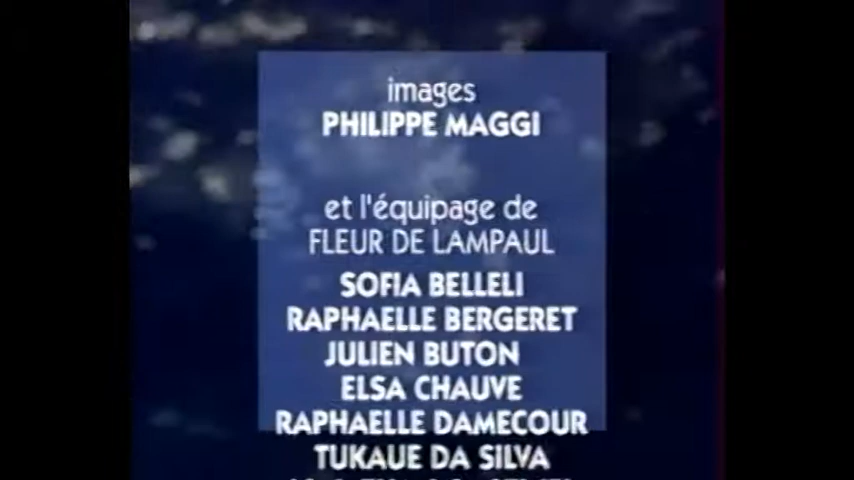 images
PHILIPPE MAGGI
et l'équipage de
FLEUR DE LAMPAUL
SOFIA BELLELI
RAPHAELLE BERGERET
JULIEN BUTON
ELSA CHAUVE
RAPHAELLE DAMECOUR
TUKAUE DA SILVA